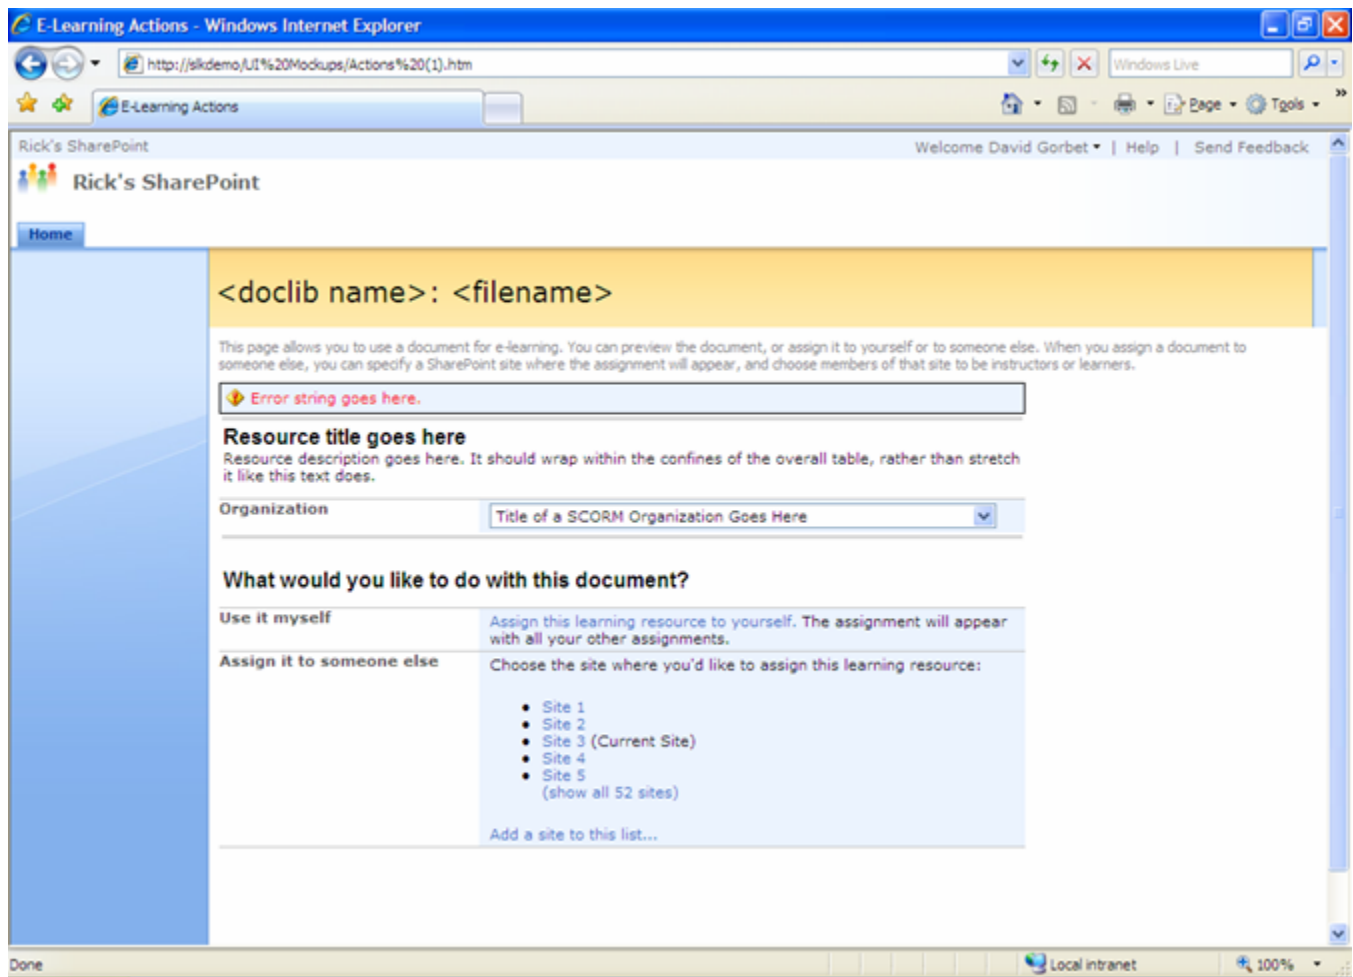 E-Learning Actions - Windows Internet Explorer
http://slkdemo/UI%20Mockups/Actions%20(1).htm
Windows Live
E-Learning Actions
Page
Tools
»
Rick's SharePoint
Welcome David Gorbet | Help | Send Feedback
Rick's SharePoint
Home
<doclib name>: <filename>
This page allows you to use a document for e-learning. You can preview the document, or assign it to yourself or to someone else. When you assign a document to
someone else, you can specify a SharePoint site where the assignment will appear, and choose members of that site to be instructors or learners.
Error string goes here.
Resource title goes here
Resource description goes here. It should wrap within the confines of the overall table, rather than stretch
it like this text does.
Organization
Title of a SCORM Organization Goes Here
What would you like to do with this document?
Use it myself
Assign this learning resource to yourself. The assignment will appear
with all your other assignments.
Assign it to someone else
Choose the site where you'd like to assign this learning resource:
Site 1
Site 2
Site 3 (Current Site)
Site 4
Site 5
(show all 52 sites)
Add a site to this list...
Done
Local intranet
100%